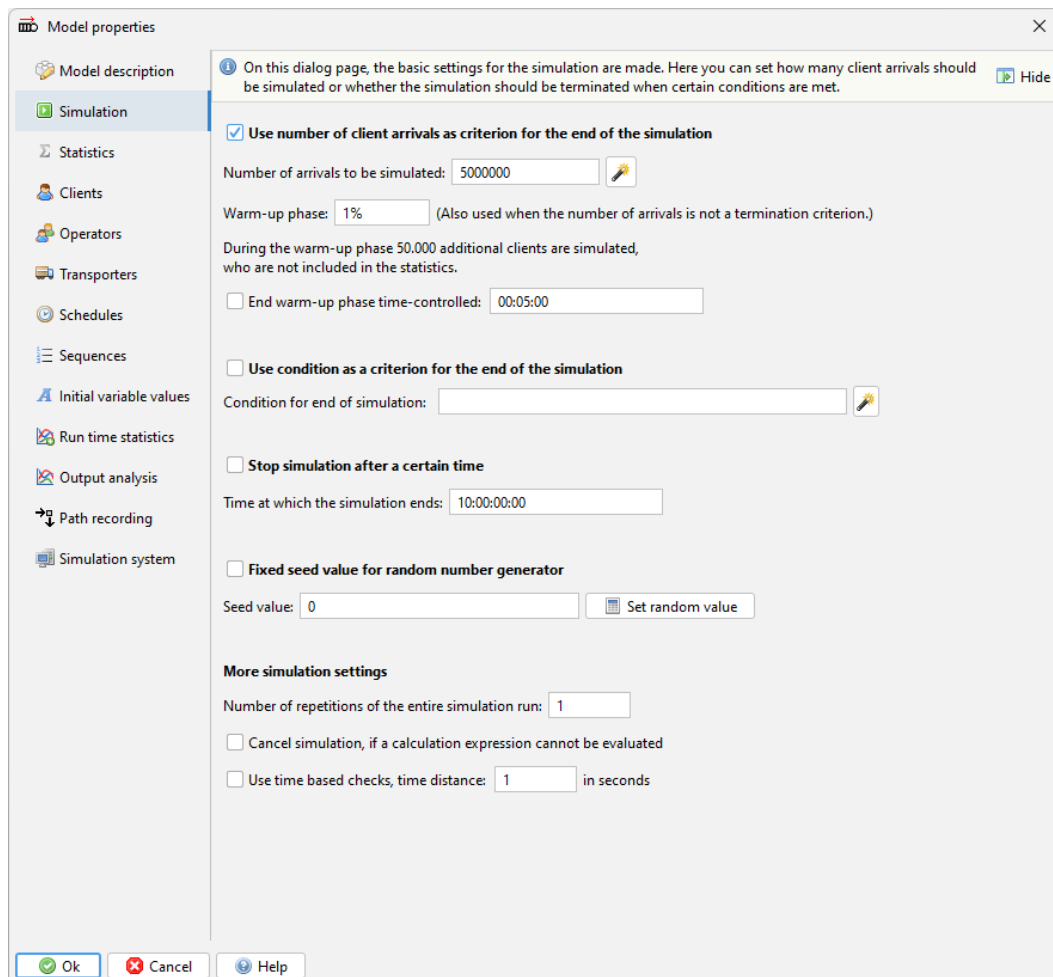 Model properties
Model description
Simulation
Statistics
Clients
Operators
Transporters
Schedules
Sequences
Initial variable values
Run time statistics
Output analysis
Path recording
Simulation system
On this dialog page, the basic settings for the simulation are made. Here you can set how many client arrivals should
be simulated or whether the simulation should be terminated when certain conditions are met.
Hide
Use number of client arrivals as criterion for the end of the simulation
Number of arrivals to be simulated: 5000000
Warm-up phase: 1% (Also used when the number of arrivals is not a termination criterion.)
During the warm-up phase 50.000 additional clients are simulated,
who are not included in the statistics.
End warm-up phase time-controlled: 00:05:00
Use condition as a criterion for the end of the simulation
Condition for end of simulation:
Stop simulation after a certain time
Time at which the simulation ends: 10:00:00:00
Fixed seed value for random number generator
Seed value: 0 Set random value
More simulation settings
Number of repetitions of the entire simulation run: 1
Cancel simulation, if a calculation expression cannot be evaluated
Use time based checks, time distance: 1 in seconds
Ok Cancel Help